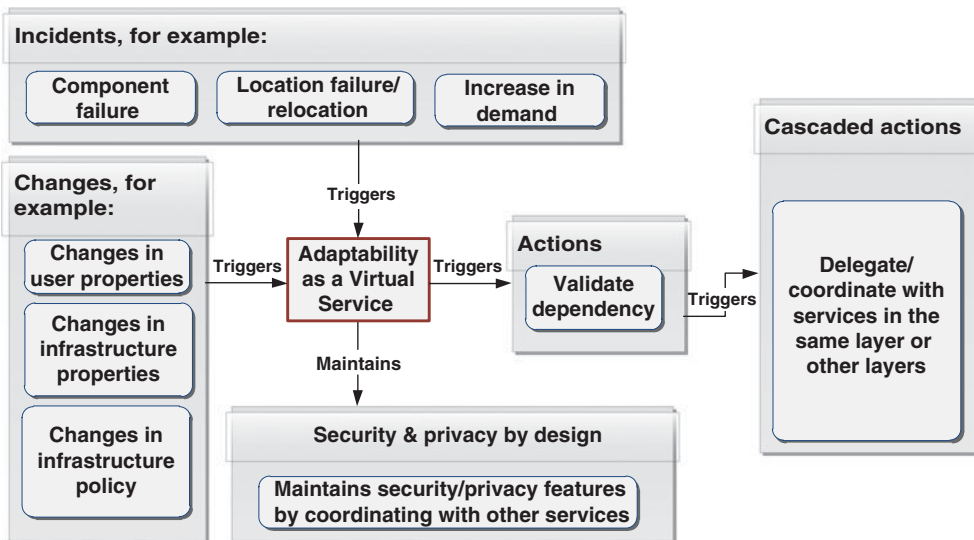 Incidents, for example:
Component
failure
Location failure/
relocation
Increase in
demand
Triggers
Changes, for
example:
Changes in
user properties
Changes in
infrastructure
properties
Changes in
infrastructure
policy
Triggers
Adaptability
as a Virtual
Service
Triggers
Actions
Validate
dependency
Triggers
Cascaded actions
Delegate/
coordinate with
services in the
same layer or
other layers
Maintains
Security & privacy by design
Maintains security/privacy features
by coordinating with other services